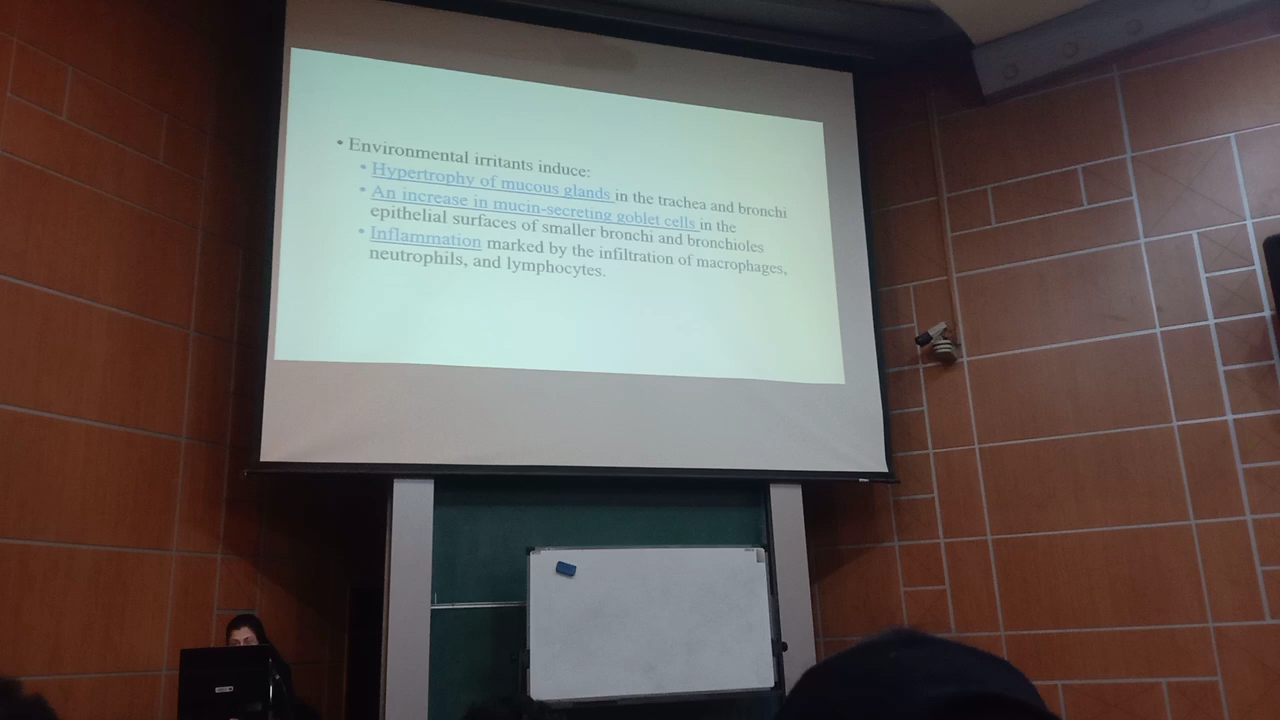 • Environmental irritants induce:
• Hypertrophy of mucous glands in the trachea and bronchi
• An increase in mucin-secreting goblet cells in the
epithelial surfaces of smaller bronchi and bronchioles
• Inflammation marked by the infiltration of macrophages,
neutrophils, and lymphocytes.